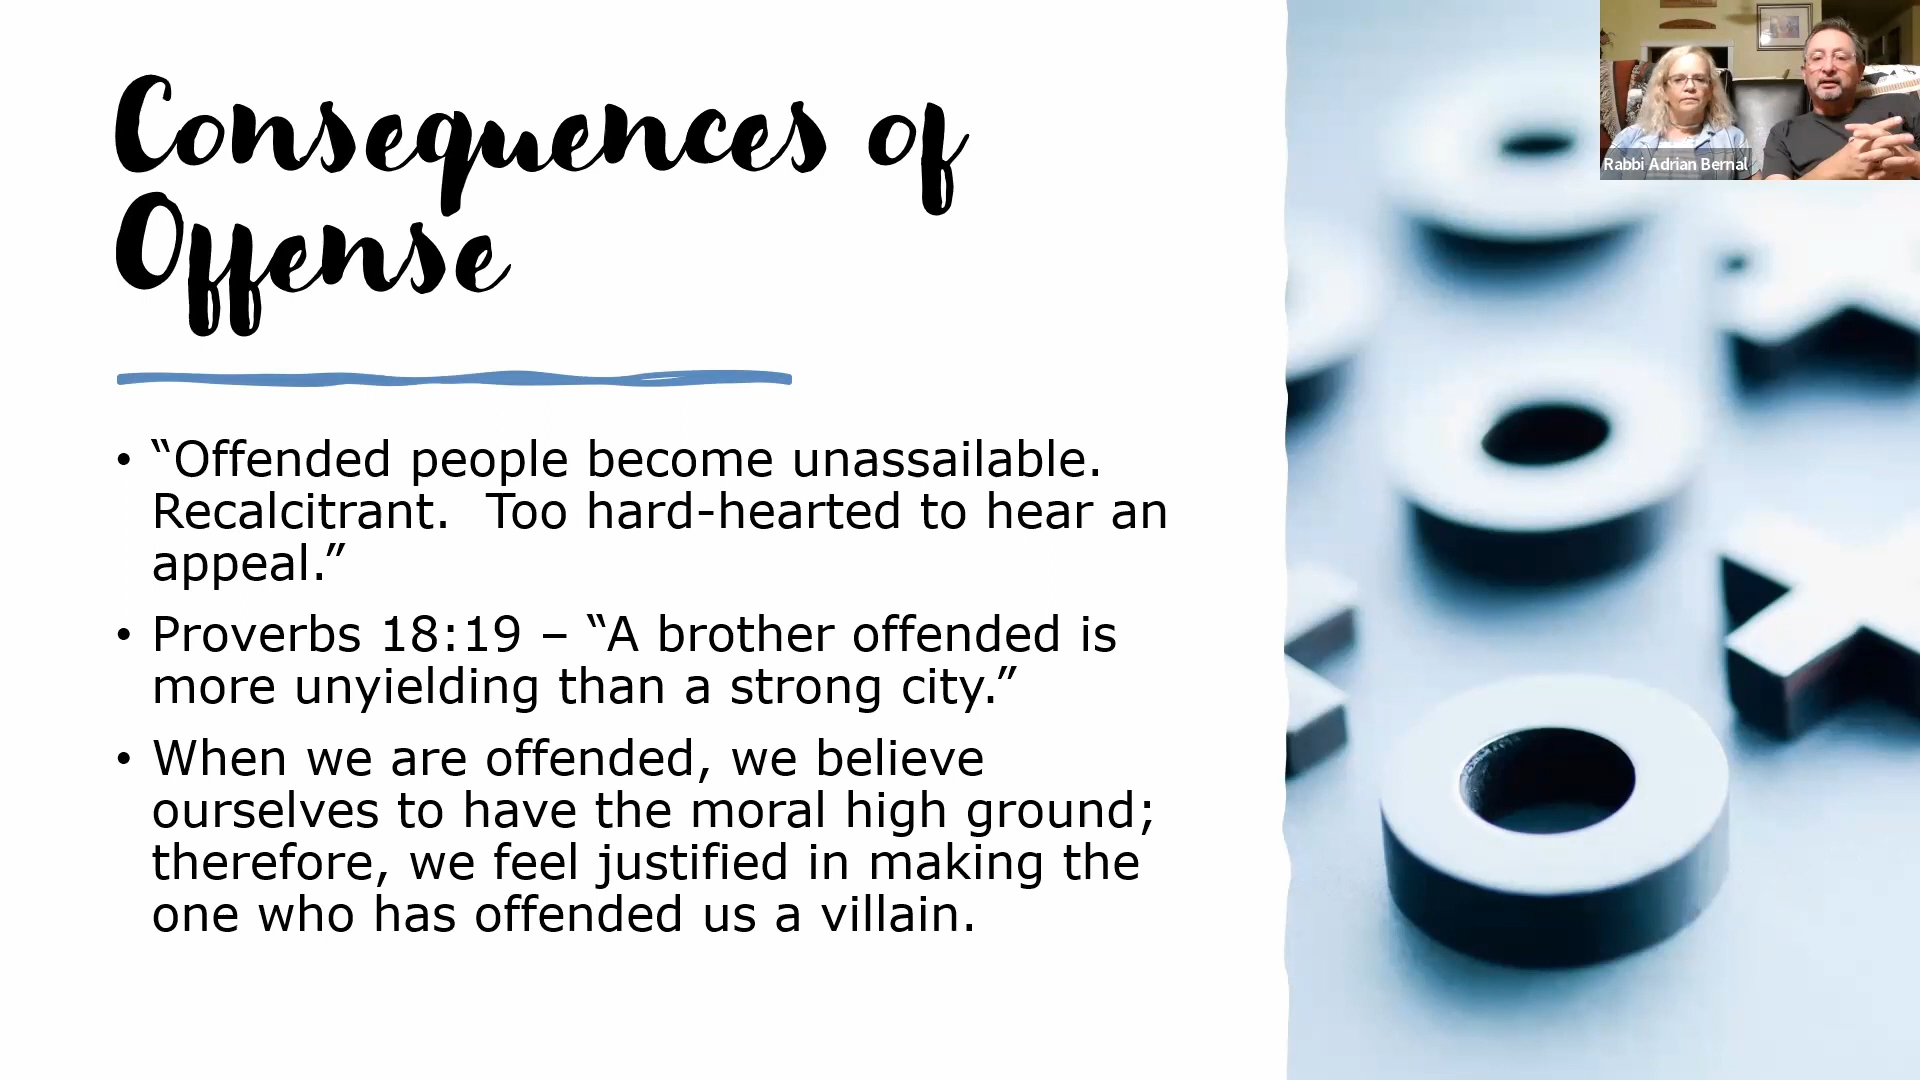 Consequences of
Offense
• “Offended people become unassailable.
Recalcitrant.  Too hard-hearted to hear an
appeal.”
• Proverbs 18:19 – “A brother offended is
more unyielding than a strong city.”
• When we are offended, we believe
ourselves to have the moral high ground;
therefore, we feel justified in making the
one who has offended us a villain.
Rabbi Adrian Bernal